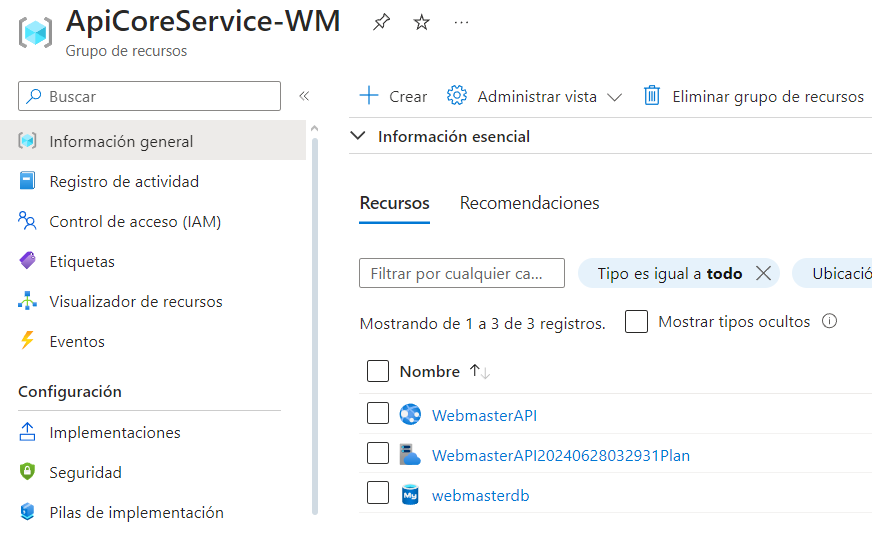 ApiCoreService-WM
Grupo de recursos
Buscar
Información general
Registro de actividad
Control de acceso (IAM)
Etiquetas
Visualizador de recursos
Eventos
Configuración
Implementaciones
Seguridad
Pilas de implementación
Crear Administrar vista Eliminar grupo de recursos
Información esencial
Recursos Recomendaciones
Filtrar por cualquier ca... Tipo es igual a todo Ubicació
Mostrando de 1 a 3 de 3 registros. Mostrar tipos ocultos
Nombre
WebmasterAPI
WebmasterAPI20240628032931Plan
My webmasterdb